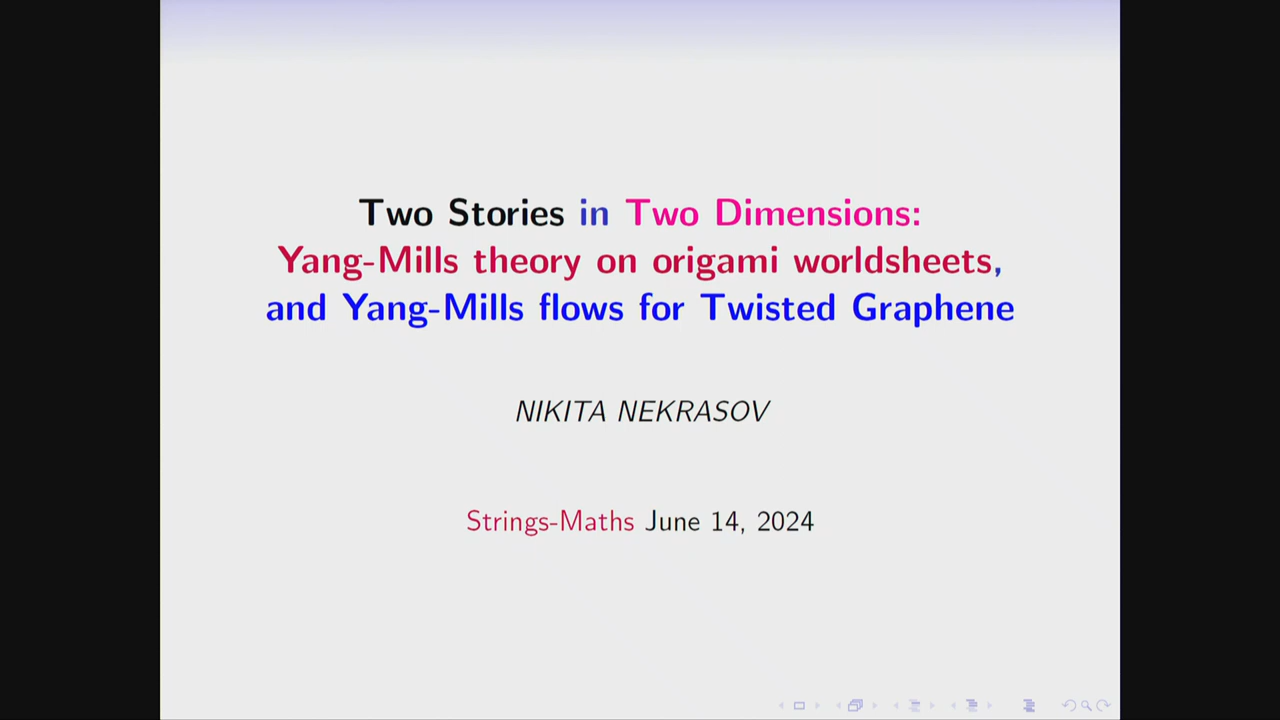 Two Stories in Two Dimensions:
Yang-Mills theory on origami worldsheets,
and Yang-Mills flows for Twisted Graphene
NIKITA NEKRASOV
Strings-Maths June 14, 2024